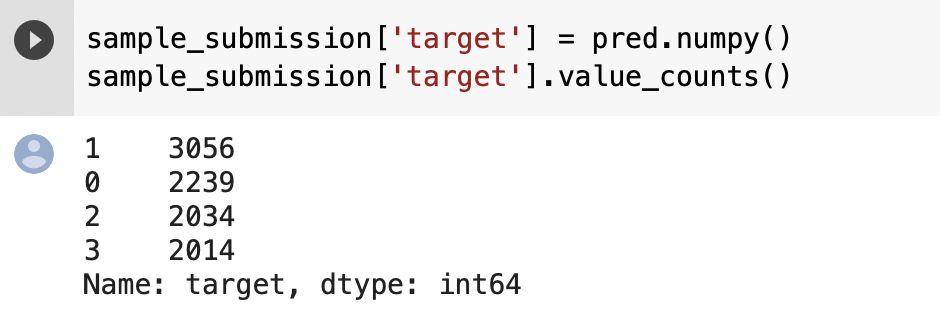 sample_submission['target'] = pred.numpy()
sample_submission['target'].value_counts()
1    3056
0    2239
2    2034
3    2014
Name: target, dtype: int64